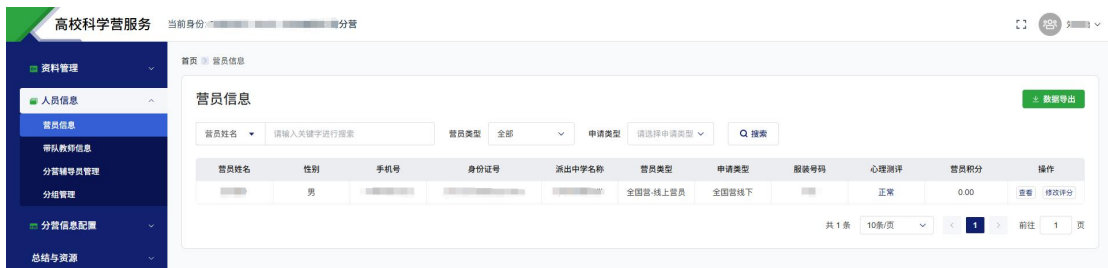 高校科学营服务 当前身份: 分营
资料管理
人员信息
营员信息
带队教师信息
分营辅导员管理
分组管理
分营信息配置
总结与资源
首页 营员信息
营员信息 数据导出
营员姓名 请输入关键字进行搜索 营员类型 全部 申请类型 请选择申请类型 搜索
营员姓名 性别 手机号 身份证号 派出中学名称 营员类型 申请类型 服装号码 心理测评 营员积分 操作
男 全国营-线上营员 全国营线下 正常 0.00 查看 修改评分
共 1 条 10条/页 1 前往 1 页